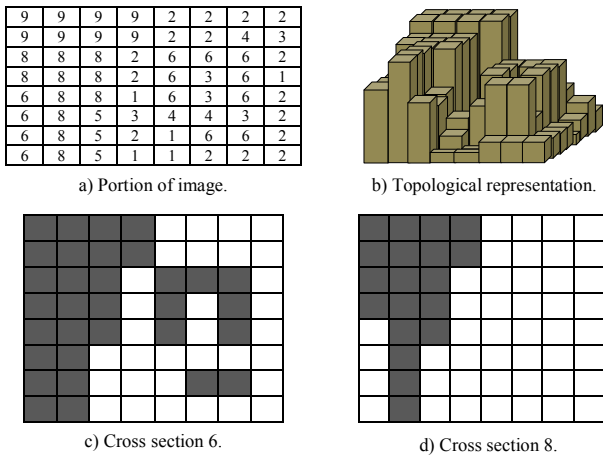 9 9 9 9 2 2 2 2
9 9 9 9 2 2 4 3
8 8 8 2 6 6 6 2
8 8 8 2 6 3 6 1
6 8 8 1 6 3 6 2
6 8 5 3 4 4 3 2
6 8 5 2 1 6 6 2
6 8 5 1 1 2 2 2
a) Portion of image.
b) Topological representation.
c) Cross section 6.
d) Cross section 8.